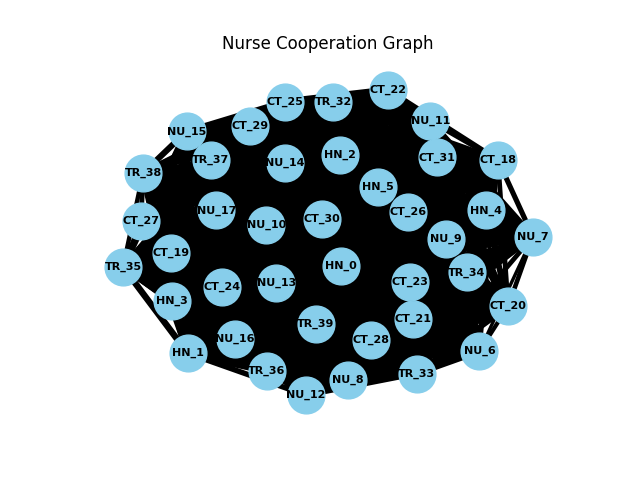 Nurse Cooperation Graph
CT_22
CT_25
TR_32
NU_11
CT_29
NU_15
HN_2
CT_31
TR_37
NU_14
CT_18
TR_38
HN_5
NU_17
CT_26
HN_4
CT_27
NU_10
CT_30
NU_9
NU_7
CT_19
TR_35
HN_0
TR_34
CT_24
NU_13
CT_23
HN_3
CT_20
TR_39
CT_21
NU_16
CT_28
HN_1
NU_6
TR_36
NU_8
TR_33
NU_12